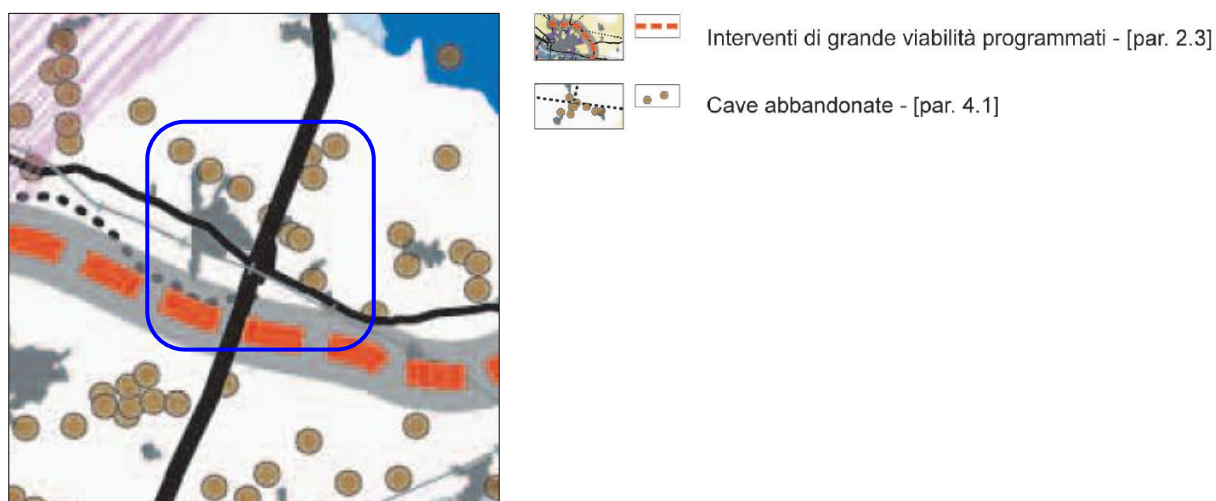 Interventi di grande viabilità programmati - [par. 2.3]
Cave abbandonate - [par. 4.1]